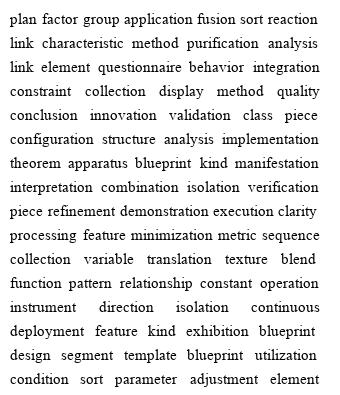 plan factor group application fusion sort reaction
link characteristic method purification analysis
link element questionnaire behavior integration
constraint collection display method quality
conclusion innovation validation class piece
configuration structure analysis implementation
theorem apparatus blueprint kind manifestation
interpretation combination isolation verification
piece refinement demonstration execution clarity
processing feature minimization metric sequence
collection variable translation texture blend
function pattern relationship constant operation
instrument direction isolation continuous
deployment feature kind exhibition blueprint
design segment template blueprint utilization
condition sort parameter adjustment element